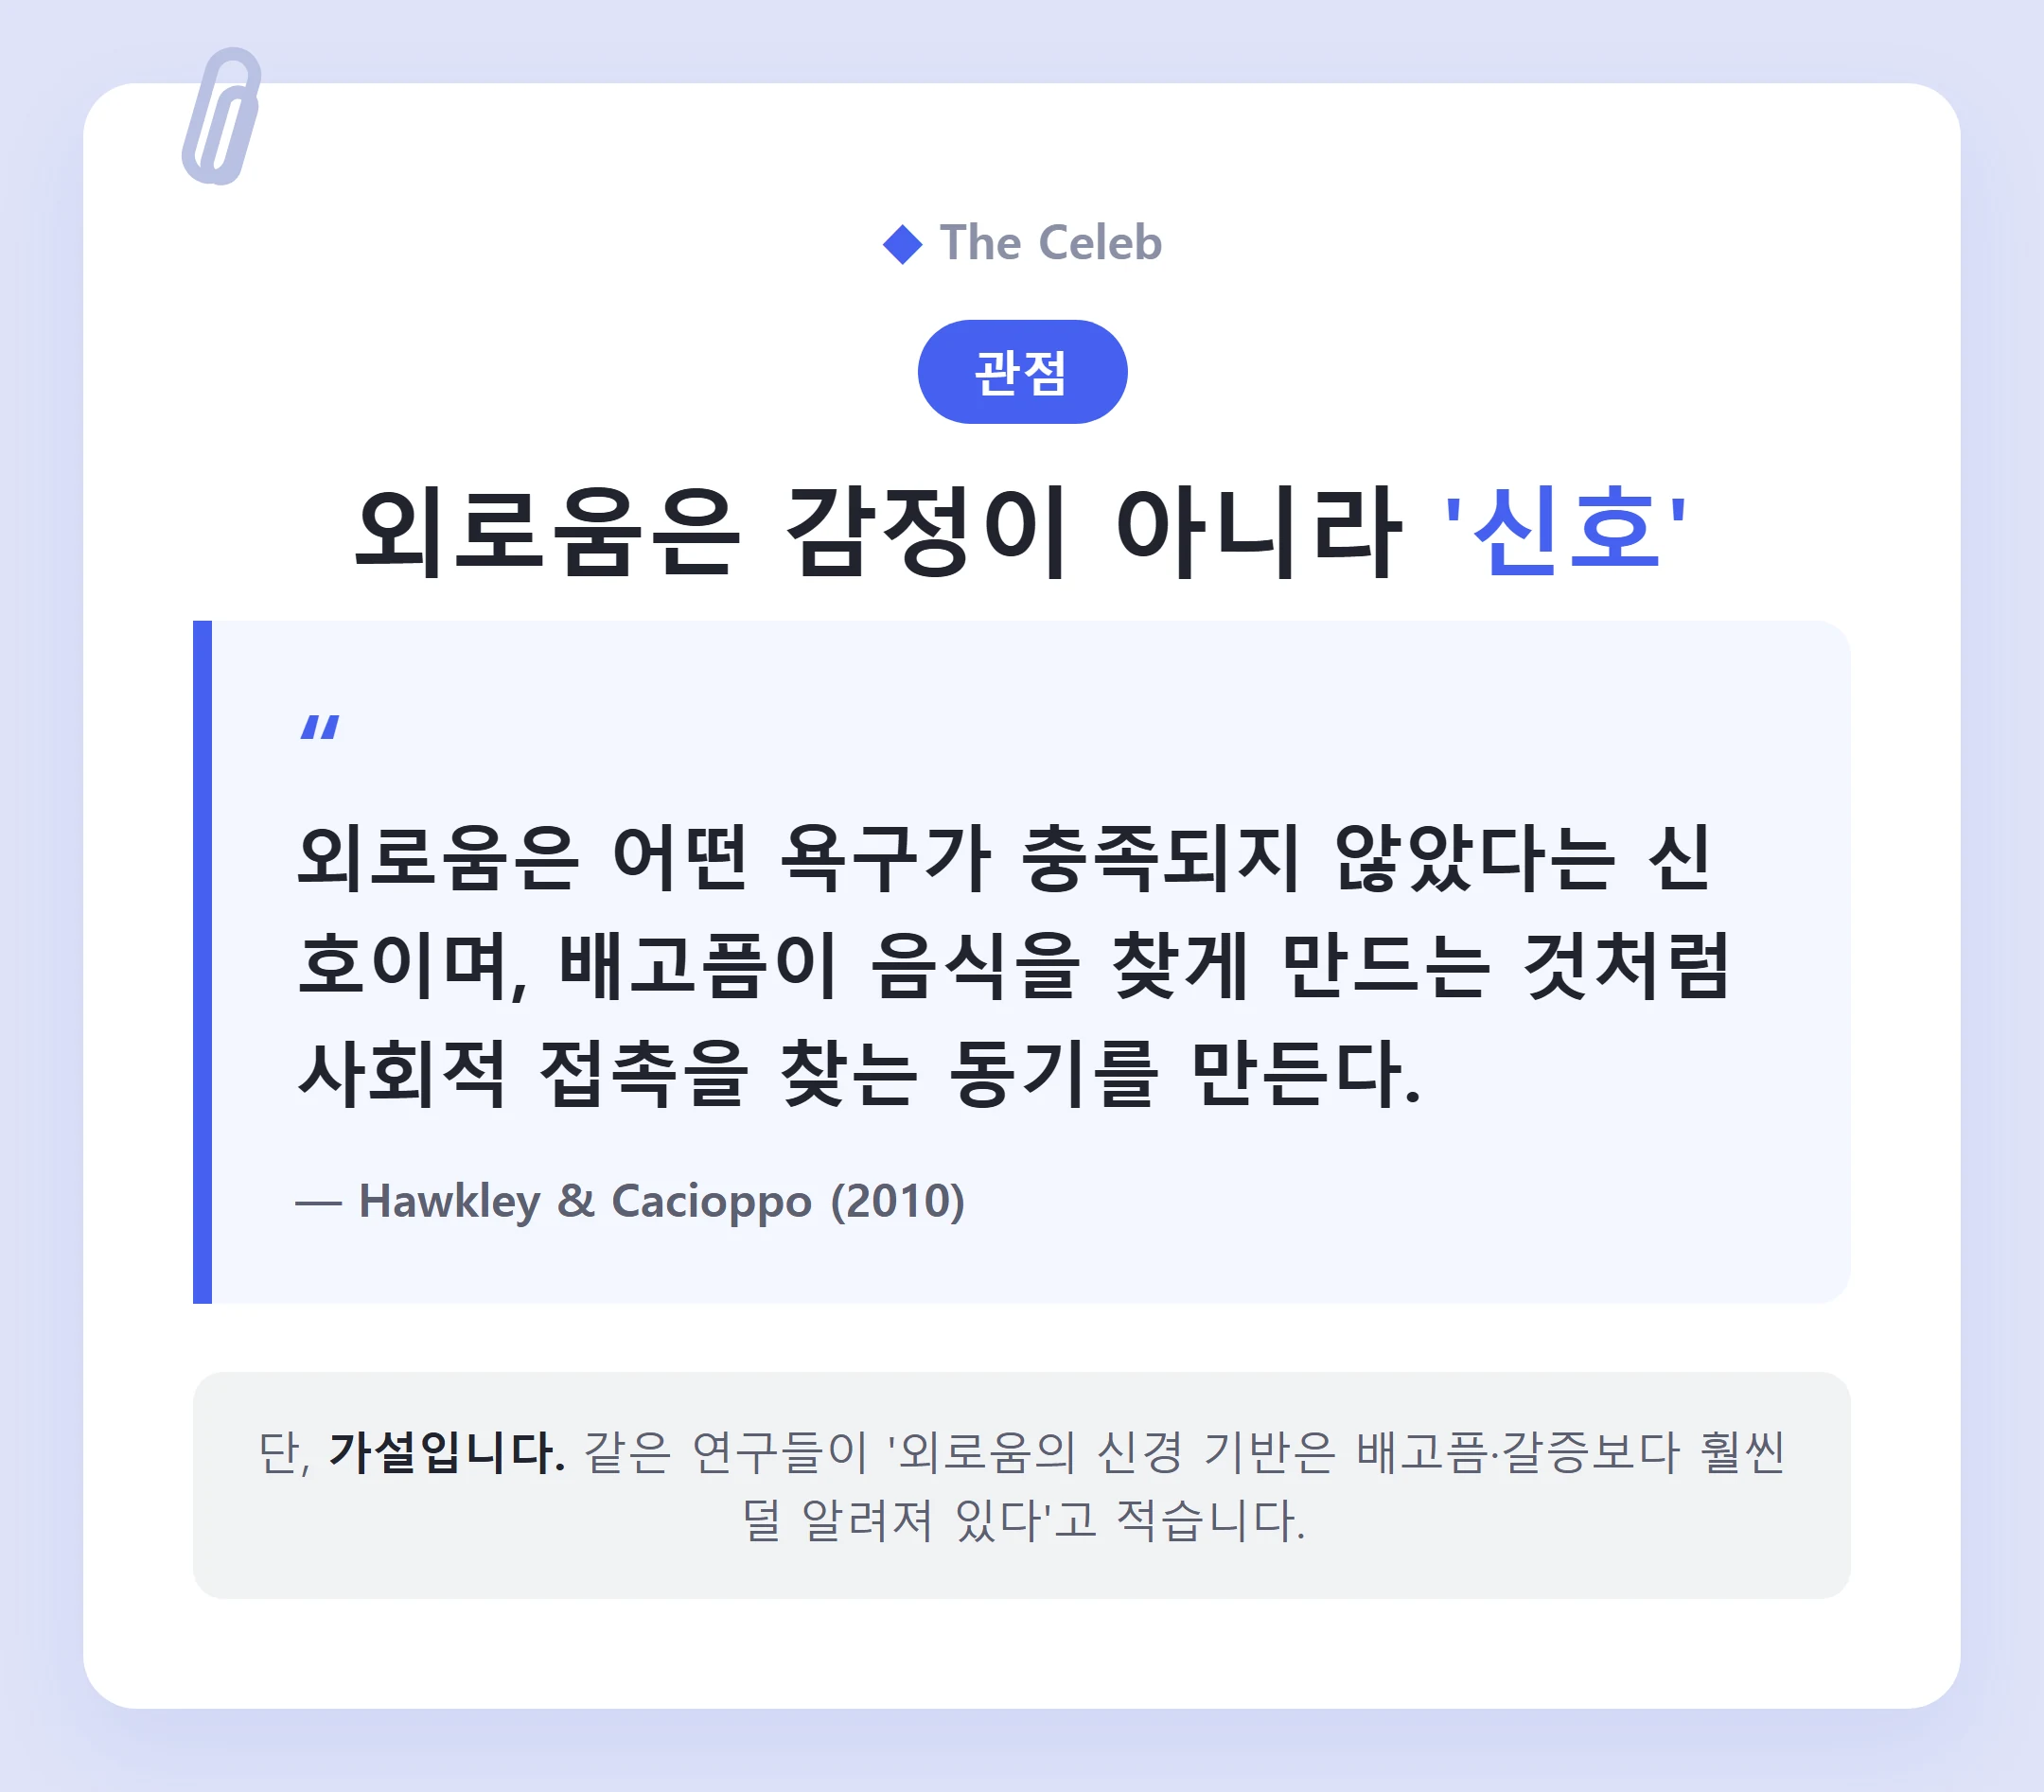 The Celeb
관점
외로움은 감정이 아니라 '신호'
“
외로움은 어떤 욕구가 충족되지 않았다는 신
호이며, 배고픔이 음식을 찾게 만드는 것처럼
사회적 접촉을 찾는 동기를 만든다.
— Hawkley & Cacioppo (2010)
단, 가설입니다. 같은 연구들이 '외로움의 신경 기반은 배고픔·갈증보다 훨씬
덜 알려져 있다'고 적습니다.